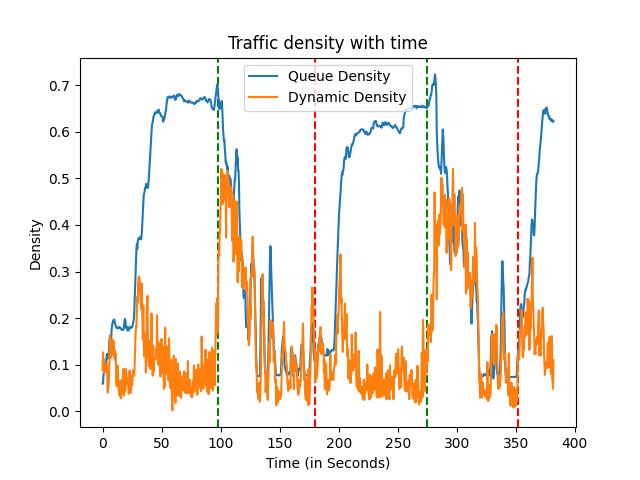 Traffic density with time
Queue Density
Dynamic Density
Density
0.7
0.6
0.5
0.4
0.3
0.2
0.1
0.0
0 50 100 150 200 250 300 350 400
Time (in Seconds)